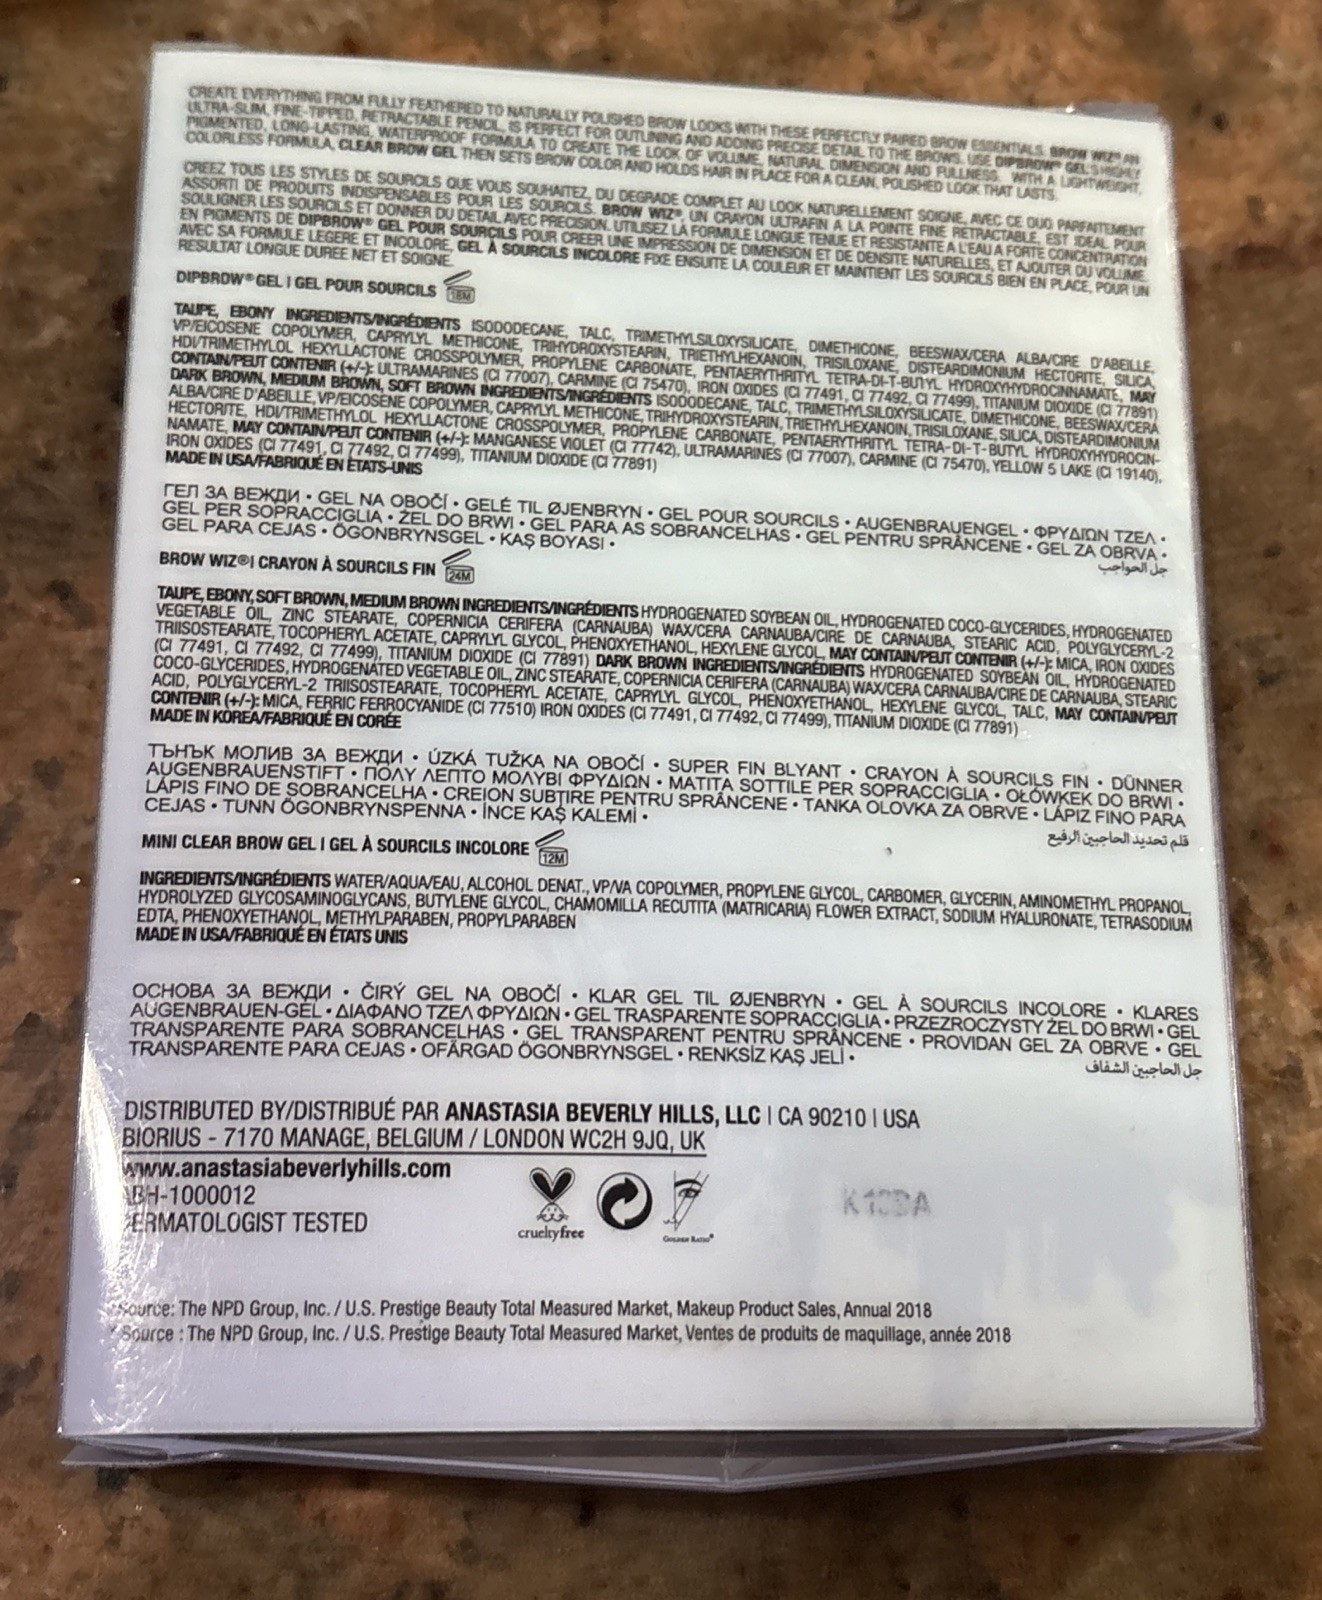 CREATE EVERYTHING FROM FULLY FEATHERED TO NATURALLY POLISHED BROW LOOKS WITH THESE PERFECTLY PAIRED BROW ESSENTIALS. BROW WIZ® AN
ULTRA-SLIM, FINE-TIPPED, RETRACTABLE PENCIL, IS PERFECT FOR OUTLINING AND ADDING PRECISE DETAIL TO THE BROWS. USE DIPBROW® GEL'S HIGHLY
PIGMENTED, LONG-LASTING, WATERPROOF FORMULA TO CREATE THE LOOK OF VOLUME, NATURAL DIMENSION AND FULLNESS. WITH A LIGHTWEIGHT,
COLORLESS FORMULA, CLEAR BROW GEL THEN SETS BROW COLOR AND HOLDS HAIR IN PLACE FOR A CLEAN, POLISHED LOOK THAT LASTS.
CREEZ TOUS LES STYLES DE SOURCILS QUE VOUS SOUHAITEZ, DU DEGRADE COMPLET AU LOOK NATURELLEMENT SOIGNE, AVEC CE DUO PARFAITEMENT
ASSORTI DE PRODUITS INDISPENSABLES POUR LES SOURCILS. BROW WIZ®, UN CRAYON ULTRAFIN A LA POINTE FINE RETRACTABLE, EST IDEAL POUR
SOULIGNER LES SOURCILS ET DONNER DU DETAIL AVEC PRECISION. UTILISEZ LA FORMULE LONGUE TENUE ET RESISTANTE A L'EAU A FORTE CONCENTRATION
EN PIGMENTS DE DIPBROW® GEL POUR SOURCILS POUR CREER UNE IMPRESSION DE DIMENSION ET DE DENSITE NATURELLES, ET AJOUTER DU VOLUME.
AVEC SA FORMULE LEGERE ET INCOLORE, GEL À SOURCILS INCOLORE FIXE ENSUITE LA COULEUR ET MAINTIENT LES SOURCILS BIEN EN PLACE, POUR UN
RESULTAT LONGUE DUREE NET ET SOIGNE.
DIPBROW® GEL | GEL POUR SOURCILS 18M
TAUPE, EBONY INGREDIENTS/INGRÉDIENTS ISODODECANE, TALC, TRIMETHYLSILOXYSILICATE, DIMETHICONE, BEESWAX/CERA ALBA/CIRE D'ABEILLE,
VP/EICOSENE COPOLYMER, CAPRYLYL METHICONE, TRIHYDROXYSTEARIN, TRIETHYLHEXANOIN, TRISILOXANE, DISTEARDIMONIUM HECTORITE, SILICA,
HDI/TRIMETHYLOL HEXYLLACTONE CROSSPOLYMER, PROPYLENE CARBONATE, PENTAERYTHRITYL TETRA-DI-T-BUTYL HYDROXYHYDROCINNAMATE, MAY
CONTAIN/PEUT CONTENIR (+/-): ULTRAMARINES (CI 77007), CARMINE (CI 75470), IRON OXIDES (CI 77491, CI 77492, CI 77499), TITANIUM DIOXIDE (CI 77891)
DARK BROWN, MEDIUM BROWN, SOFT BROWN INGREDIENTS/INGRÉDIENTS ISODODECANE, TALC, TRIMETHYLSILOXYSILICATE, DIMETHICONE, BEESWAX/CERA
ALBA/CIRE D'ABEILLE, VP/EICOSENE COPOLYMER, CAPRYLYL METHICONE, TRIHYDROXYSTEARIN, TRIETHYLHEXANOIN, TRISILOXANE, SILICA, DISTEARDIMONIUM
HECTORITE, HDI/TRIMETHYLOL HEXYLLACTONE CROSSPOLYMER, PROPYLENE CARBONATE, PENTAERYTHRITYL TETRA-DI-T-BUTYL HYDROXYHYDROCIN-
NAMATE, MAY CONTAIN/PEUT CONTENIR (+/-): MANGANESE VIOLET (CI 77742), ULTRAMARINES (CI 77007), CARMINE (CI 75470), YELLOW 5 LAKE (CI 19140),
IRON OXIDES (CI 77491, CI 77492, CI 77499), TITANIUM DIOXIDE (CI 77891)
MADE IN USA/FABRIQUÉ EN ÉTATS-UNIS
ГЕЛ ЗА ВЕЖДИ • GEL NA OBOČÍ • GELÉ TIL ØJENBRYN • GEL POUR SOURCILS • AUGENBRAUENGEL • ΦΡΥΔΙΩΝ ΤΖΕΛ •
GEL PER SOPRACCIGLIA • ŻEL DO BRWI • GEL PARA AS SOBRANCELHAS • GEL PENTRU SPRÂNCENE • GEL ZA OBRVA •
GEL PARA CEJAS • ÖGONBRYNSGEL • KAŞ BOYASI •
جل الحواجب
BROW WIZ®| CRAYON À SOURCILS FIN 24M
TAUPE, EBONY, SOFT BROWN, MEDIUM BROWN INGREDIENTS/INGRÉDIENTS HYDROGENATED SOYBEAN OIL, HYDROGENATED COCO-GLYCERIDES, HYDROGENATED
VEGETABLE OIL, ZINC STEARATE, COPERNICIA CERIFERA (CARNAUBA) WAX/CERA CARNAUBA/CIRE DE CARNAUBA, STEARIC ACID, POLYGLYCERYL-2
TRIISOSTEARATE, TOCOPHERYL ACETATE, CAPRYLYL GLYCOL, PHENOXYETHANOL, HEXYLENE GLYCOL, MAY CONTAIN/PEUT CONTENIR (+/-): MICA, IRON OXIDES
(CI 77491, CI 77492, CI 77499), TITANIUM DIOXIDE (CI 77891) DARK BROWN INGREDIENTS/INGRÉDIENTS HYDROGENATED SOYBEAN OIL, HYDROGENATED
COCO-GLYCERIDES, HYDROGENATED VEGETABLE OIL, ZINC STEARATE, COPERNICIA CERIFERA (CARNAUBA) WAX/CERA CARNAUBA/CIRE DE CARNAUBA, STEARIC
ACID, POLYGLYCERYL-2 TRIISOSTEARATE, TOCOPHERYL ACETATE, CAPRYLYL GLYCOL, PHENOXYETHANOL, HEXYLENE GLYCOL, TALC, MAY CONTAIN/PEUT
CONTENIR (+/-): MICA, FERRIC FERROCYANIDE (CI 77510) IRON OXIDES (CI 77491, CI 77492, CI 77499), TITANIUM DIOXIDE (CI 77891)
MADE IN KOREA/FABRIQUÉ EN CORÉE
ТЪНЪК МОЛИВ ЗА ВЕЖДИ • ÚZKÁ TUŽKA NA OBOČÍ • SUPER FIN BLYANT • CRAYON À SOURCILS FIN • DÜNNER
AUGENBRAUENSTIFT • ΠΟΛΥ ΛΕΠΤΟ ΜΟΛΥΒΙ ΦΡΥΔΙΩΝ • MATITA SOTTILE PER SOPRACCIGLIA • OŁÓWKEK DO BRWI •
LÁPIS FINO DE SOBRANCELHA • CREION SUBȚIRE PENTRU SPRÂNCENE • TANKA OLOVKA ZA OBRVE • LÁPIZ FINO PARA
CEJAS • TUNN ÖGONBRYNSPENNA • İNCE KAŞ KALEMİ •
قلم تحديد الحاجبين الرفيع
MINI CLEAR BROW GEL | GEL À SOURCILS INCOLORE 12M
INGREDIENTS/INGRÉDIENTS WATER/AQUA/EAU, ALCOHOL DENAT., VP/VA COPOLYMER, PROPYLENE GLYCOL, CARBOMER, GLYCERIN, AMINOMETHYL PROPANOL,
HYDROLYZED GLYCOSAMINOGLYCANS, BUTYLENE GLYCOL, CHAMOMILLA RECUTITA (MATRICARIA) FLOWER EXTRACT, SODIUM HYALURONATE, TETRASODIUM
EDTA, PHENOXYETHANOL, METHYLPARABEN, PROPYLPARABEN
MADE IN USA/FABRIQUÉ EN ÉTATS UNIS
ОСНОВА ЗА ВЕЖДИ • ČIRÝ GEL NA OBOČÍ • KLAR GEL TIL ØJENBRYN • GEL À SOURCILS INCOLORE • KLARES
AUGENBRAUEN-GEL • ΔΙΑΦΑΝΟ ΤΖΕΛ ΦΡΥΔΙΩΝ • GEL TRASPARENTE SOPRACCIGLIA • PRZEZROCZYSTY ŻEL DO BRWI • GEL
TRANSPARENTE PARA SOBRANCELHAS • GEL TRANSPARENT PENTRU SPRÂNCENE • PROVIDAN GEL ZA OBRVE • GEL
TRANSPARENTE PARA CEJAS • OFÄRGAD ÖGONBRYNSGEL • RENKSİZ KAŞ JELİ •
جل الحاجبين الشفاف
DISTRIBUTED BY/DISTRIBUÉ PAR ANASTASIA BEVERLY HILLS, LLC | CA 90210 | USA
BIORIUS - 7170 MANAGE, BELGIUM / LONDON WC2H 9JQ, UK
www.anastasiabeverlyhills.com
ABH-1000012
DERMATOLOGIST TESTED
crueltyfree
GOLDEN RATIO®
*Source: The NPD Group, Inc. / U.S. Prestige Beauty Total Measured Market, Makeup Product Sales, Annual 2018
*Source : The NPD Group, Inc. / U.S. Prestige Beauty Total Measured Market, Ventes de produits de maquillage, année 2018